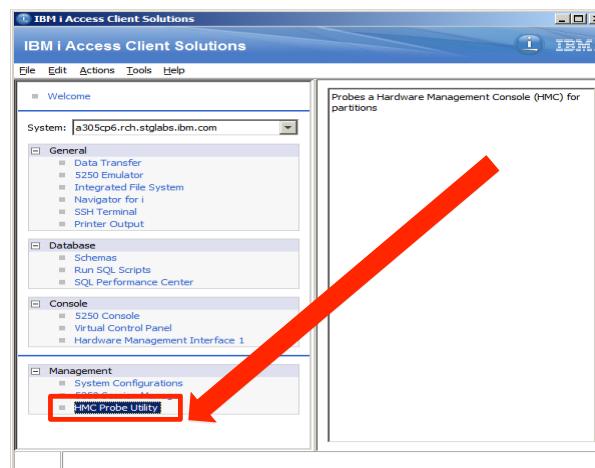 IBM i Access Client Solutions
IBM i Access Client Solutions
IBM.
File Edit Actions Tools Help
Welcome
System: a305cp6.rch.stglabs.ibm.com
General
Data Transfer
5250 Emulator
Integrated File System
Navigator for i
SSH Terminal
Printer Output
Database
Schemas
Run SQL Scripts
SQL Performance Center
Console
5250 Console
Virtual Control Panel
Hardware Management Interface 1
Management
System Configurations
HMC Probe Utility
Probes a Hardware Management Console (HMC) for
partitions